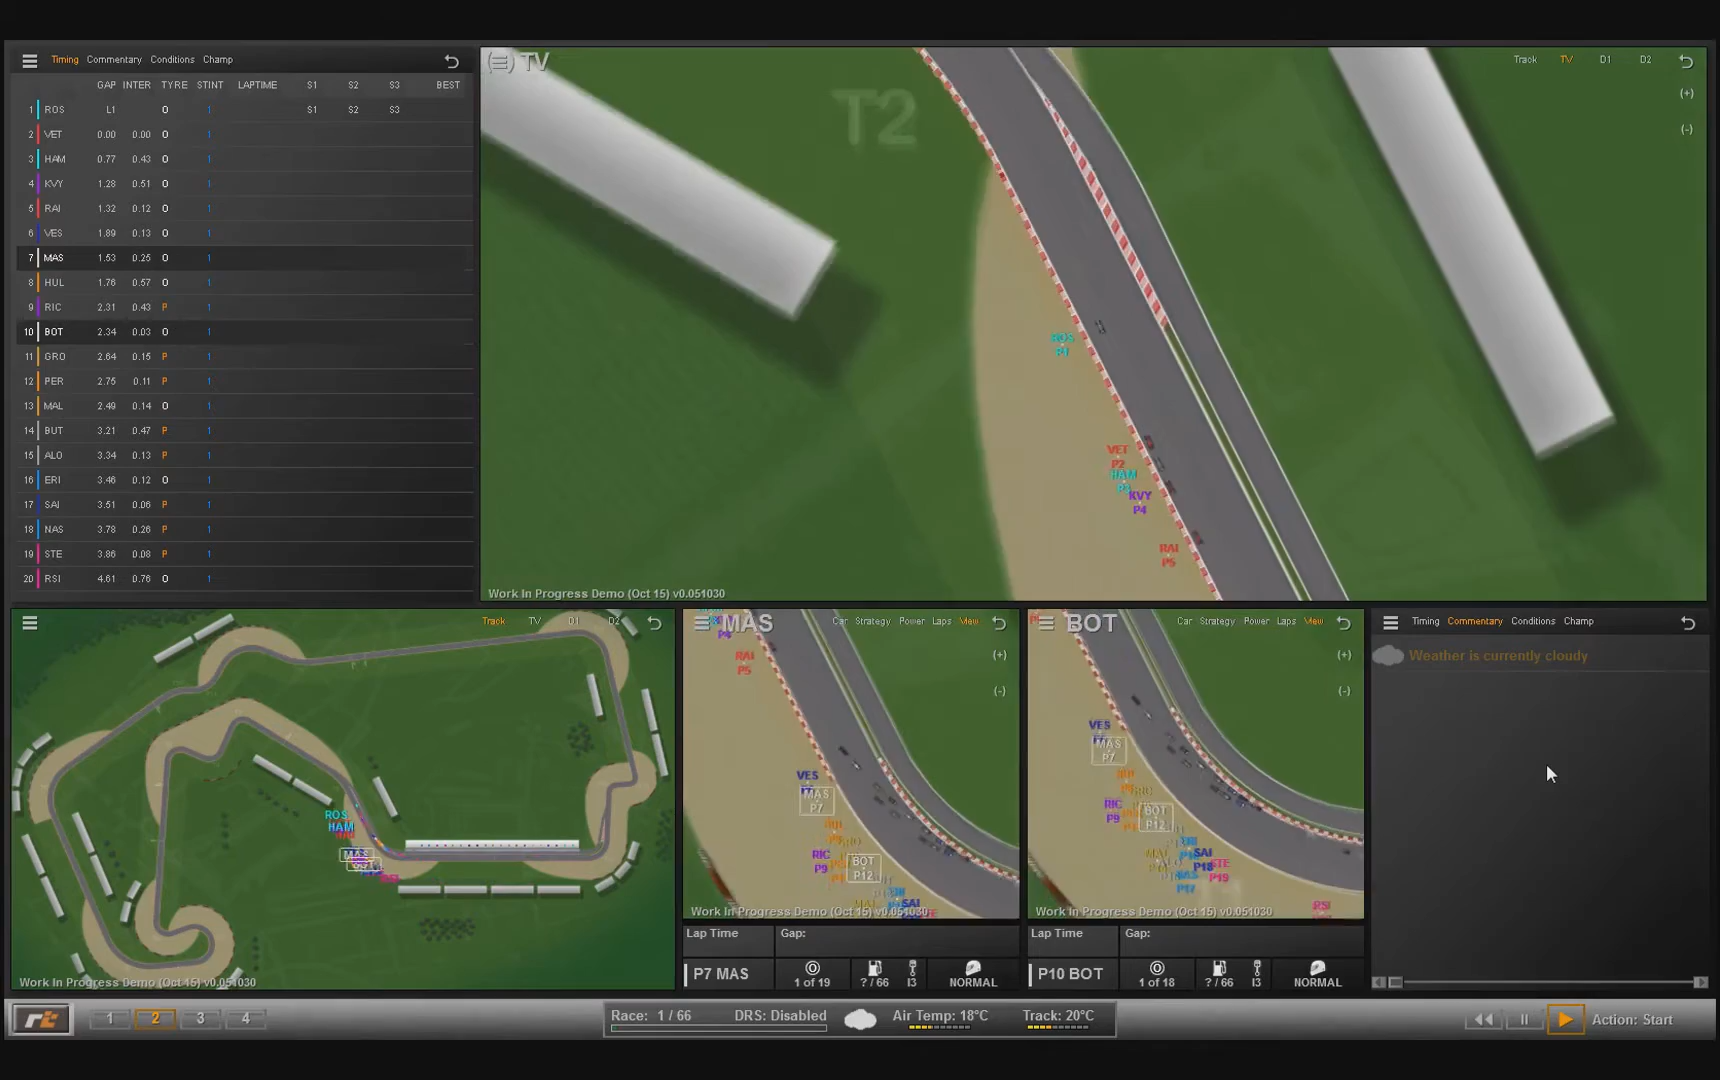 Timing Commentary Conditions Champ
GAP INTER TYRE STINT LAPTIME S1 S2 S3 BEST
1 ROS L1 O 1 S1 S2 S3
2 VET 0.00 0.00 O 1
3 HAM 0.77 0.43 O 1
4 KVY 1.28 0.51 O 1
5 RAI 1.32 0.12 O 1
6 VES 1.89 0.13 O 1
7 MAS 1.53 0.25 O 1
8 HUL 1.76 0.57 O 1
9 RIC 2.31 0.43 P 1
10 BOT 2.34 0.03 O 1
11 GRO 2.64 0.15 P 1
12 PER 2.75 0.11 P 1
13 MAL 2.49 0.14 O 1
14 BUT 3.21 0.47 P 1
15 ALO 3.34 0.13 P 1
16 ERI 3.46 0.12 O 1
17 SAI 3.51 0.06 P 1
18 NAS 3.78 0.26 P 1
19 STE 3.86 0.08 P 1
20 RSI 4.61 0.76 O 1
TV
Track TV D1 D2
(+)
(-)
T2
ROS
P1
VET
P2
HAM
KVY
P4
RAI
P5
Work In Progress Demo (Oct 15) v0.051030
Track TV D1 D2
ROS
HAM
MAS
Work In Progress Demo (Oct 15) v0.051030
MAS
Car Strategy Power Laps View
(+)
(-)
P4
RAI
P5
VES
MAS
P7
RIC
P9
BOT
P12
SAI
Work In Progress Demo (Oct 15) v0.051030
Lap Time Gap:
P7 MAS 1 of 19 ? / 66 I3 NORMAL
BOT
Car Strategy Power Laps View
(+)
(-)
VES
MAS
P7
RIC
P9
BOT
P12
SAI
P18
STE
P19
P17
RSI
Work In Progress Demo (Oct 15) v0.051030
Lap Time Gap:
P10 BOT 1 of 18 ? / 66 I3 NORMAL
Timing Commentary Conditions Champ
Weather is currently cloudy
rc 1 2 3 4
Race: 1 / 66 DRS: Disabled Air Temp: 18°C Track: 20°C
Action: Start